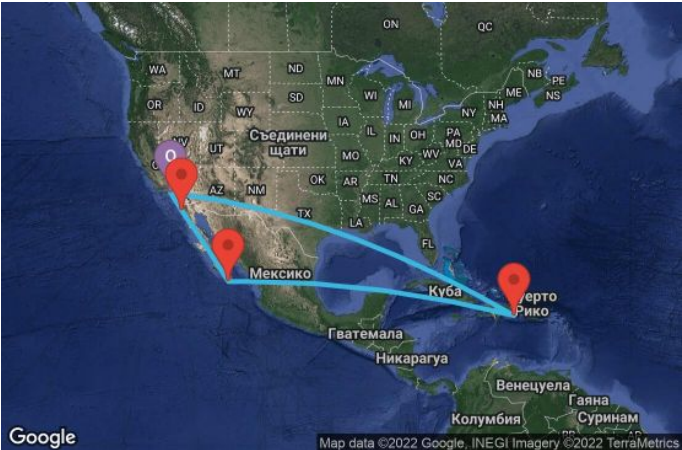 ON
QC
WA
MT
ND
MN
NB
PE
OR
ID
SD
WI
MI
ME
NS
WY
NH
IA
NY
MA
NV
UT
Съединени
щати
IL
IN
OH
PA
MD
DE
MO
KY
WV
VA
O
C
AZ
NM
OK
AR
TN
NC
TX
MS
AL
SC
LA
GA
FL
Мексико
Куба
уерто
Рико
Гватемала
Никарагуа
Венецуела
Гаяна
Колумбия
Суринам
Google
Map data ©2022 Google, INEGI Imagery ©2022 TerraMetrics